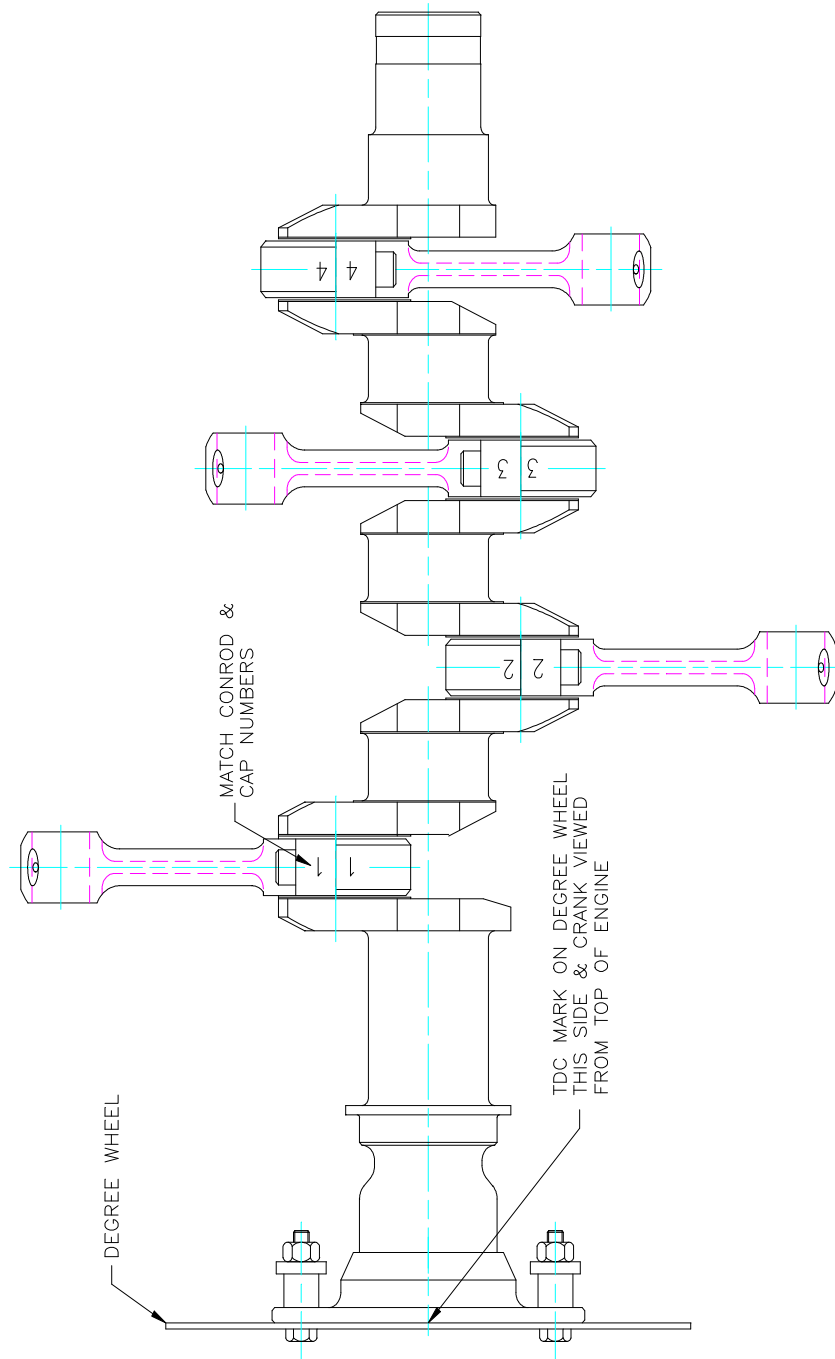 DEGREE WHEEL
MATCH CONROD &
CAP NUMBERS
TDC MARK ON DEGREE WHEEL
THIS SIDE & CRANK VIEWED
FROM TOP OF ENGINE
1
1
2
2
3
3
4
4